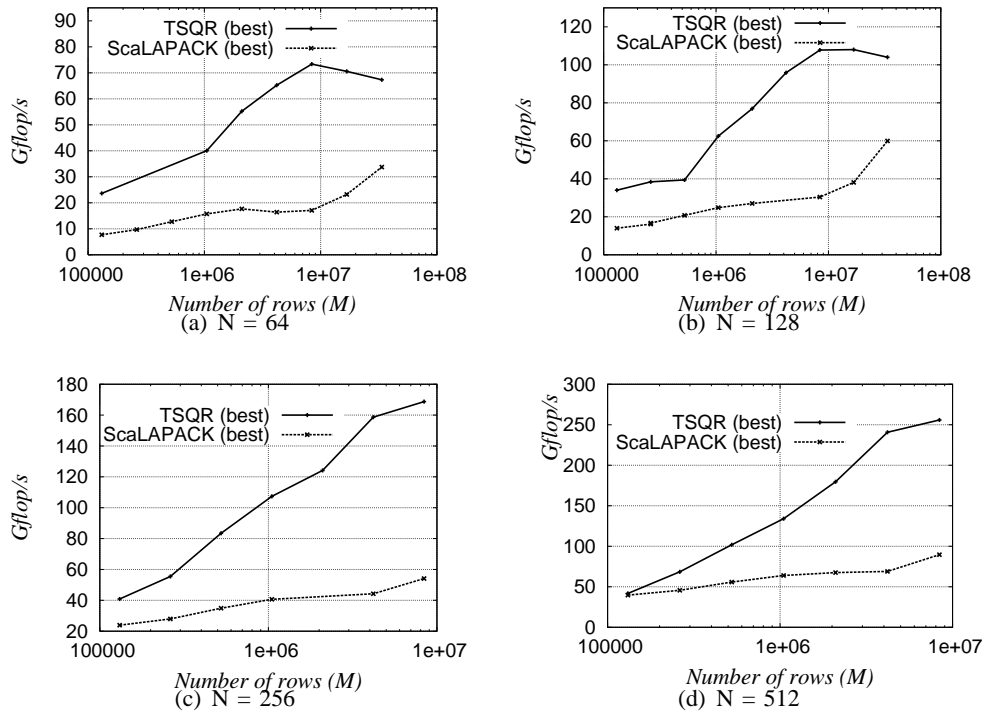 90
80
70
60
50
40
30
20
10
0
100000 1e+06 1e+07 1e+08
Gflop/s
Number of rows (M)
TSQR (best)
ScaLAPACK (best)
(a) N = 64
120
100
80
60
40
20
0
100000 1e+06 1e+07 1e+08
Gflop/s
Number of rows (M)
TSQR (best)
ScaLAPACK (best)
(b) N = 128
180
160
140
120
100
80
60
40
20
100000 1e+06 1e+07
Gflop/s
Number of rows (M)
TSQR (best)
ScaLAPACK (best)
(c) N = 256
300
250
200
150
100
50
0
100000 1e+06 1e+07
Gflop/s
Number of rows (M)
TSQR (best)
ScaLAPACK (best)
(d) N = 512